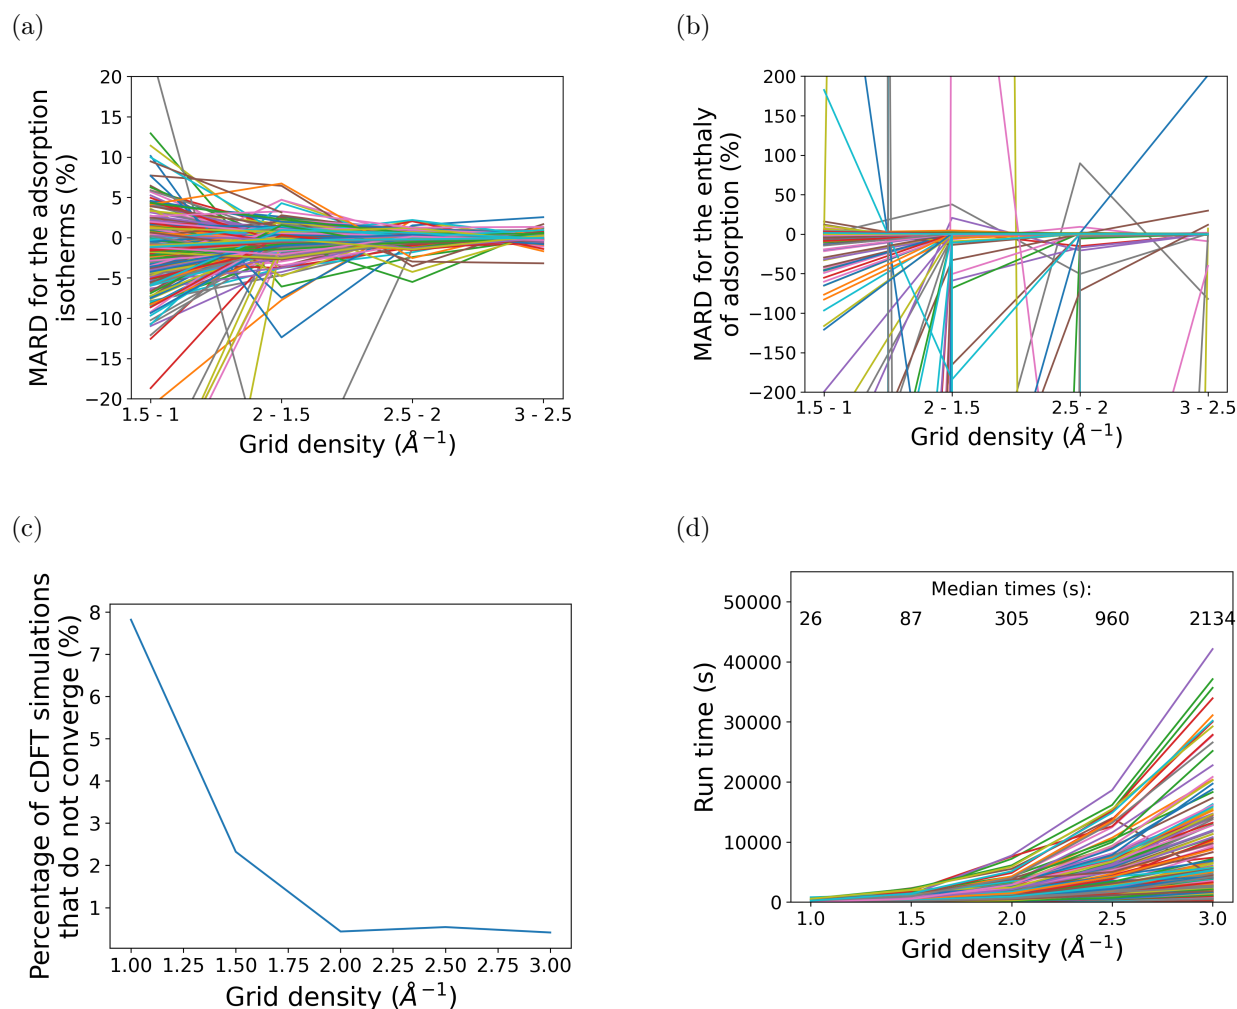 (a)
MARD for the adsorption
isotherms (%)
20
15
10
5
0
−5
−10
−15
−20
1.5 - 1
2 - 1.5
2.5 - 2
3 - 2.5
Grid density (Å⁻¹)
(b)
MARD for the enthaly
of adsorption (%)
200
150
100
50
0
−50
−100
−150
−200
1.5 - 1
2 - 1.5
2.5 - 2
3 - 2.5
Grid density (Å⁻¹)
(c)
Percentage of cDFT simulations
that do not converge (%)
8
7
6
5
4
3
2
1
1.00 1.25 1.50 1.75 2.00 2.25 2.50 2.75 3.00
Grid density (Å⁻¹)
(d)
Run time (s)
Median times (s):
26 87 305 960 2134
50000
40000
30000
20000
10000
0
1.0 1.5 2.0 2.5 3.0
Grid density (Å⁻¹)